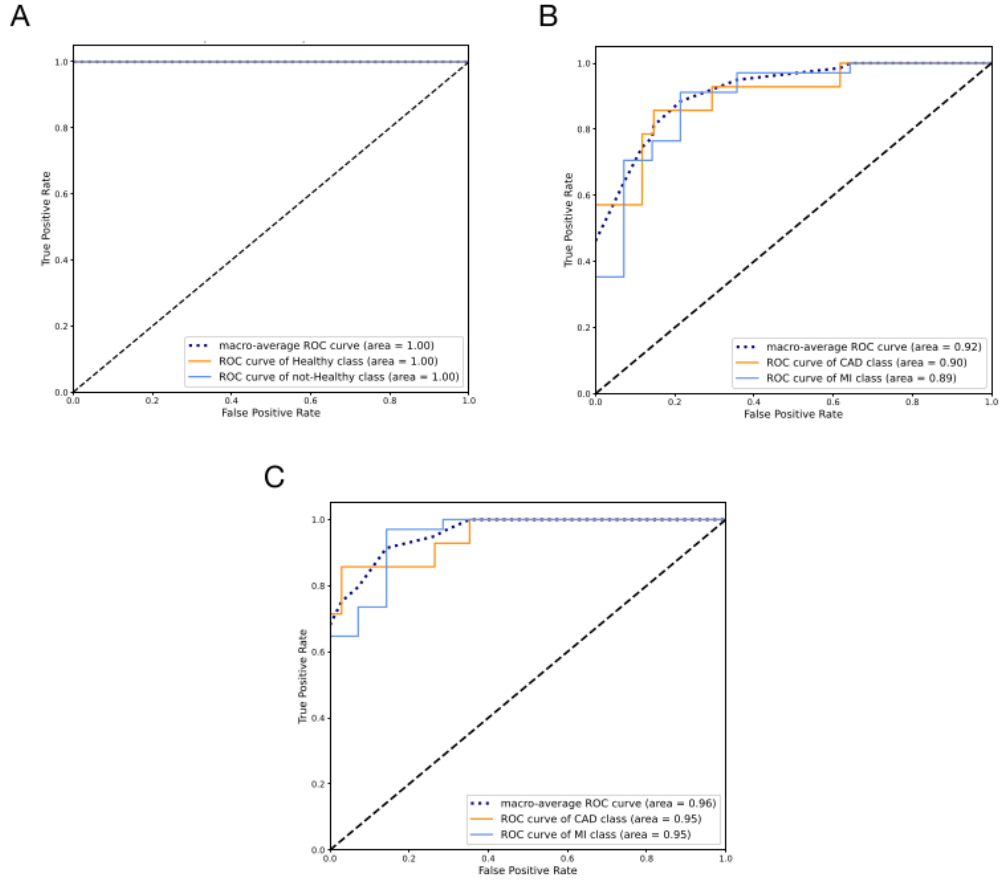 A
1.0
0.8
0.6
0.4
0.2
0.0
True Positive Rate
macro-average ROC curve (area = 1.00)
ROC curve of Healthy class (area = 1.00)
ROC curve of not-Healthy class (area = 1.00)
0.0 0.2 0.4 0.6 0.8 1.0
False Positive Rate
B
1.0
0.8
0.6
0.4
0.2
0.0
True Positive Rate
macro-average ROC curve (area = 0.92)
ROC curve of CAD class (area = 0.90)
ROC curve of MI class (area = 0.89)
0.0 0.2 0.4 0.6 0.8 1.0
False Positive Rate
C
1.0
0.8
0.6
0.4
0.2
0.0
True Positive Rate
macro-average ROC curve (area = 0.96)
ROC curve of CAD class (area = 0.95)
ROC curve of MI class (area = 0.95)
0.0 0.2 0.4 0.6 0.8 1.0
False Positive Rate